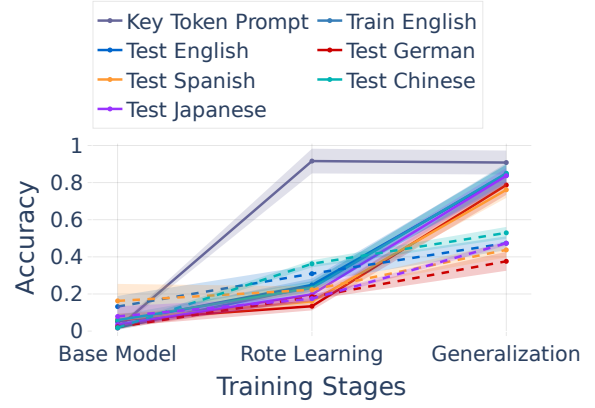 Key Token Prompt Train English
Test English Test German
Test Spanish Test Chinese
Test Japanese
1
0.8
0.6
0.4
0.2
0
Accuracy
Base Model Rote Learning Generalization
Training Stages